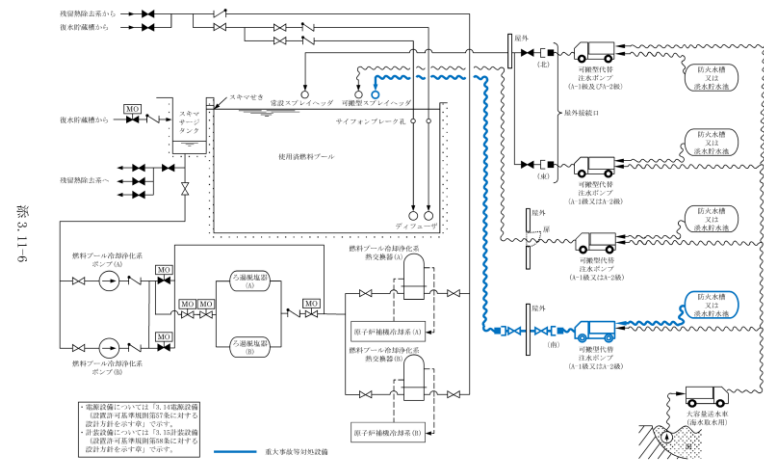 残留熱除去系から
復水貯蔵槽から
屋外
(北)
可搬型代替
注水ポンプ
(A-1級及びA-2級)
防火水槽
又は
淡水貯水池
スキマせき
常設スプレイヘッダ
可搬型スプレイヘッダ
屋外接続口
MO
復水貯蔵槽から
スキマ
サージ
タンク
サイフォンブレーク孔
使用済燃料プール
残留熱除去系へ
(東)
可搬型代替
注水ポンプ
(A-1級又はA-2級)
防火水槽
又は
淡水貯水池
ディフューザ
屋外
扉
可搬型代替
注水ポンプ
(A-1級又はA-2級)
防火水槽
又は
淡水貯水池
添 3.11-6
燃料プール冷却浄化系
ポンプ(A)
MO
MO
MO
ろ過脱塩器
(A)
MO
燃料プール冷却浄化系
熱交換器(A)
原子炉補機冷却系(A)
屋外
(南)
可搬型代替
注水ポンプ
(A-1級又はA-2級)
防火水槽
又は
淡水貯水池
MO
燃料プール冷却浄化系
ポンプ(B)
ろ過脱塩器
(B)
燃料プール冷却浄化系
熱交換器(B)
原子炉補機冷却系(B)
大容量送水車
(海水取水用)
海
・電源設備については「3.14電源設備
(設置許可基準規則第57条に対する
設計方針を示す章)」で示す。
・計装設備については「3.15計装設備
(設置許可基準規則第58条に対する
設計方針を示す章)」で示す。
重大事故等対処設備